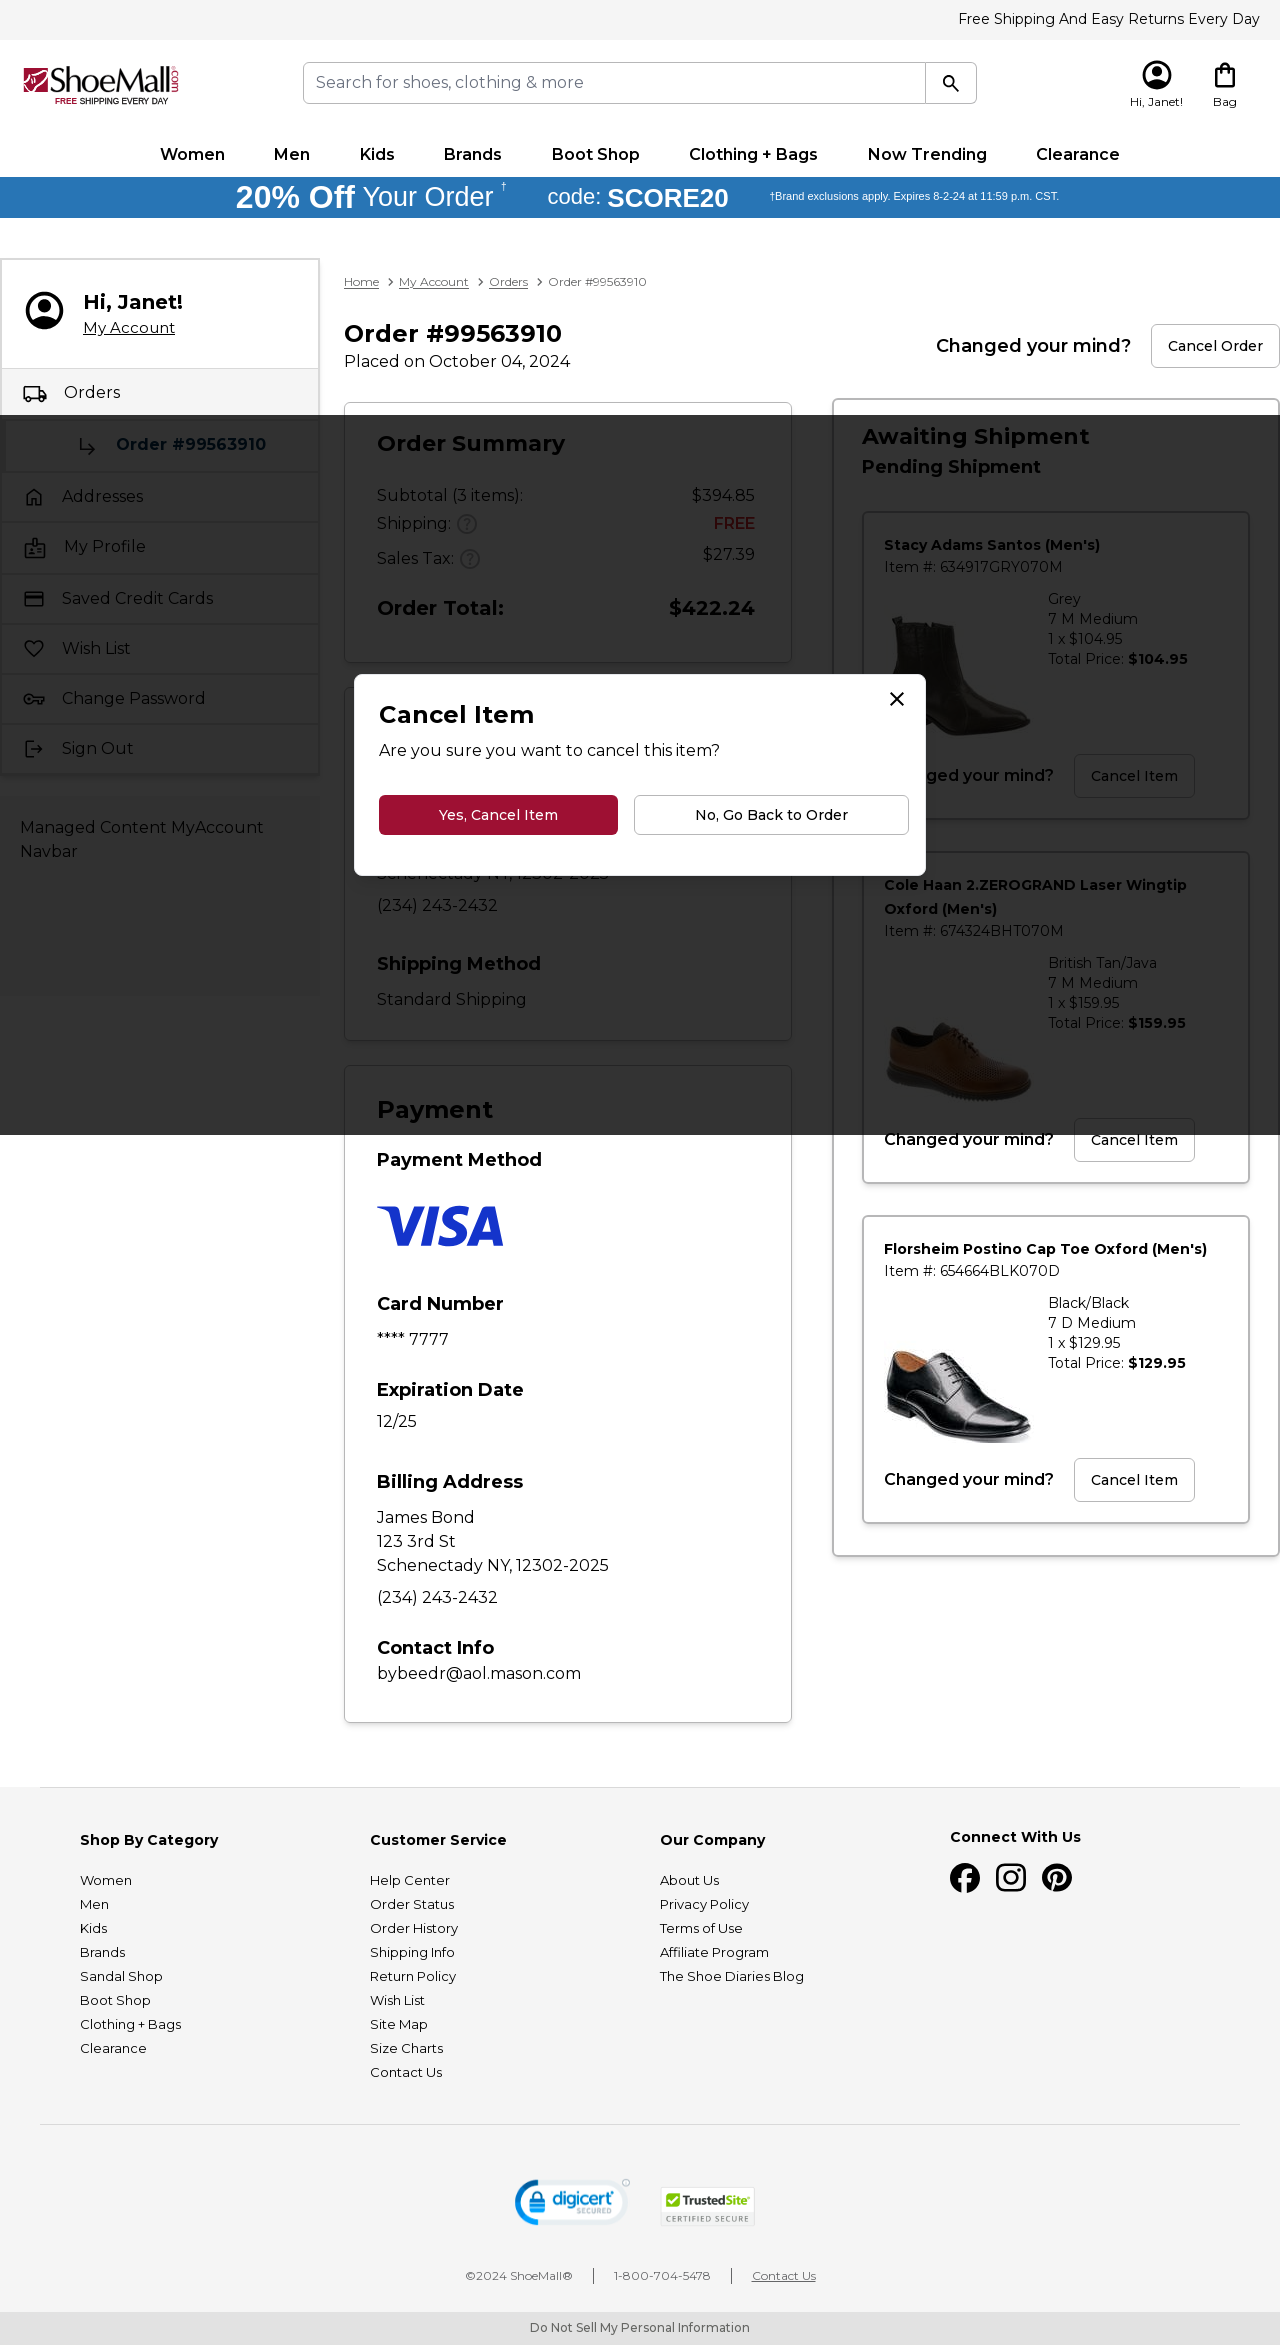 Free Shipping And Easy Returns Every Day
ShoeMall.com
FREE SHIPPING EVERY DAY
Search for shoes, clothing & more
Hi, Janet!
Bag
Women
Men
Kids
Brands
Boot Shop
Clothing + Bags
Now Trending
Clearance
20% Off Your Order † code: SCORE20 †Brand exclusions apply. Expires 8-2-24 at 11:59 p.m. CST.
Hi, Janet!
My Account
Orders
Order #99563910
Addresses
My Profile
Saved Credit Cards
Wish List
Change Password
Sign Out
Managed Content MyAccount
Navbar
Home > My Account > Orders > Order #99563910
Order #99563910
Placed on October 04, 2024
Changed your mind?
Cancel Order
Order Summary
Subtotal (3 items): $394.85
Shipping: ? FREE
Sales Tax: ? $27.39
Order Total: $422.24
Cancel Item
Are you sure you want to cancel this item?
Yes, Cancel Item
No, Go Back to Order
Schenectady NY, 12302-2025
(234) 243-2432
Shipping Method
Standard Shipping
Payment
Payment Method
VISA
Card Number
**** 7777
Expiration Date
12/25
Billing Address
James Bond
123 3rd St
Schenectady NY, 12302-2025
(234) 243-2432
Contact Info
bybeedr@aol.mason.com
Awaiting Shipment
Pending Shipment
Stacy Adams Santos (Men's)
Item #: 634917GRY070M
Grey
7 M Medium
1 x $104.95
Total Price: $104.95
your mind?
Cancel Item
Cole Haan 2.ZEROGRAND Laser Wingtip
Oxford (Men's)
Item #: 674324BHT070M
British Tan/Java
7 M Medium
1 x $159.95
Total Price: $159.95
Changed your mind?
Cancel Item
Florsheim Postino Cap Toe Oxford (Men's)
Item #: 654664BLK070D
Black/Black
7 D Medium
1 x $129.95
Total Price: $129.95
Changed your mind?
Cancel Item
Shop By Category
Women
Men
Kids
Brands
Sandal Shop
Boot Shop
Clothing + Bags
Clearance
Customer Service
Help Center
Order Status
Order History
Shipping Info
Return Policy
Wish List
Site Map
Size Charts
Contact Us
Our Company
About Us
Privacy Policy
Terms of Use
Affiliate Program
The Shoe Diaries Blog
Connect With Us
digicert
SECURED
TrustedSite
CERTIFIED SECURE
©2024 ShoeMall®
1-800-704-5478
Contact Us
Do Not Sell My Personal Information